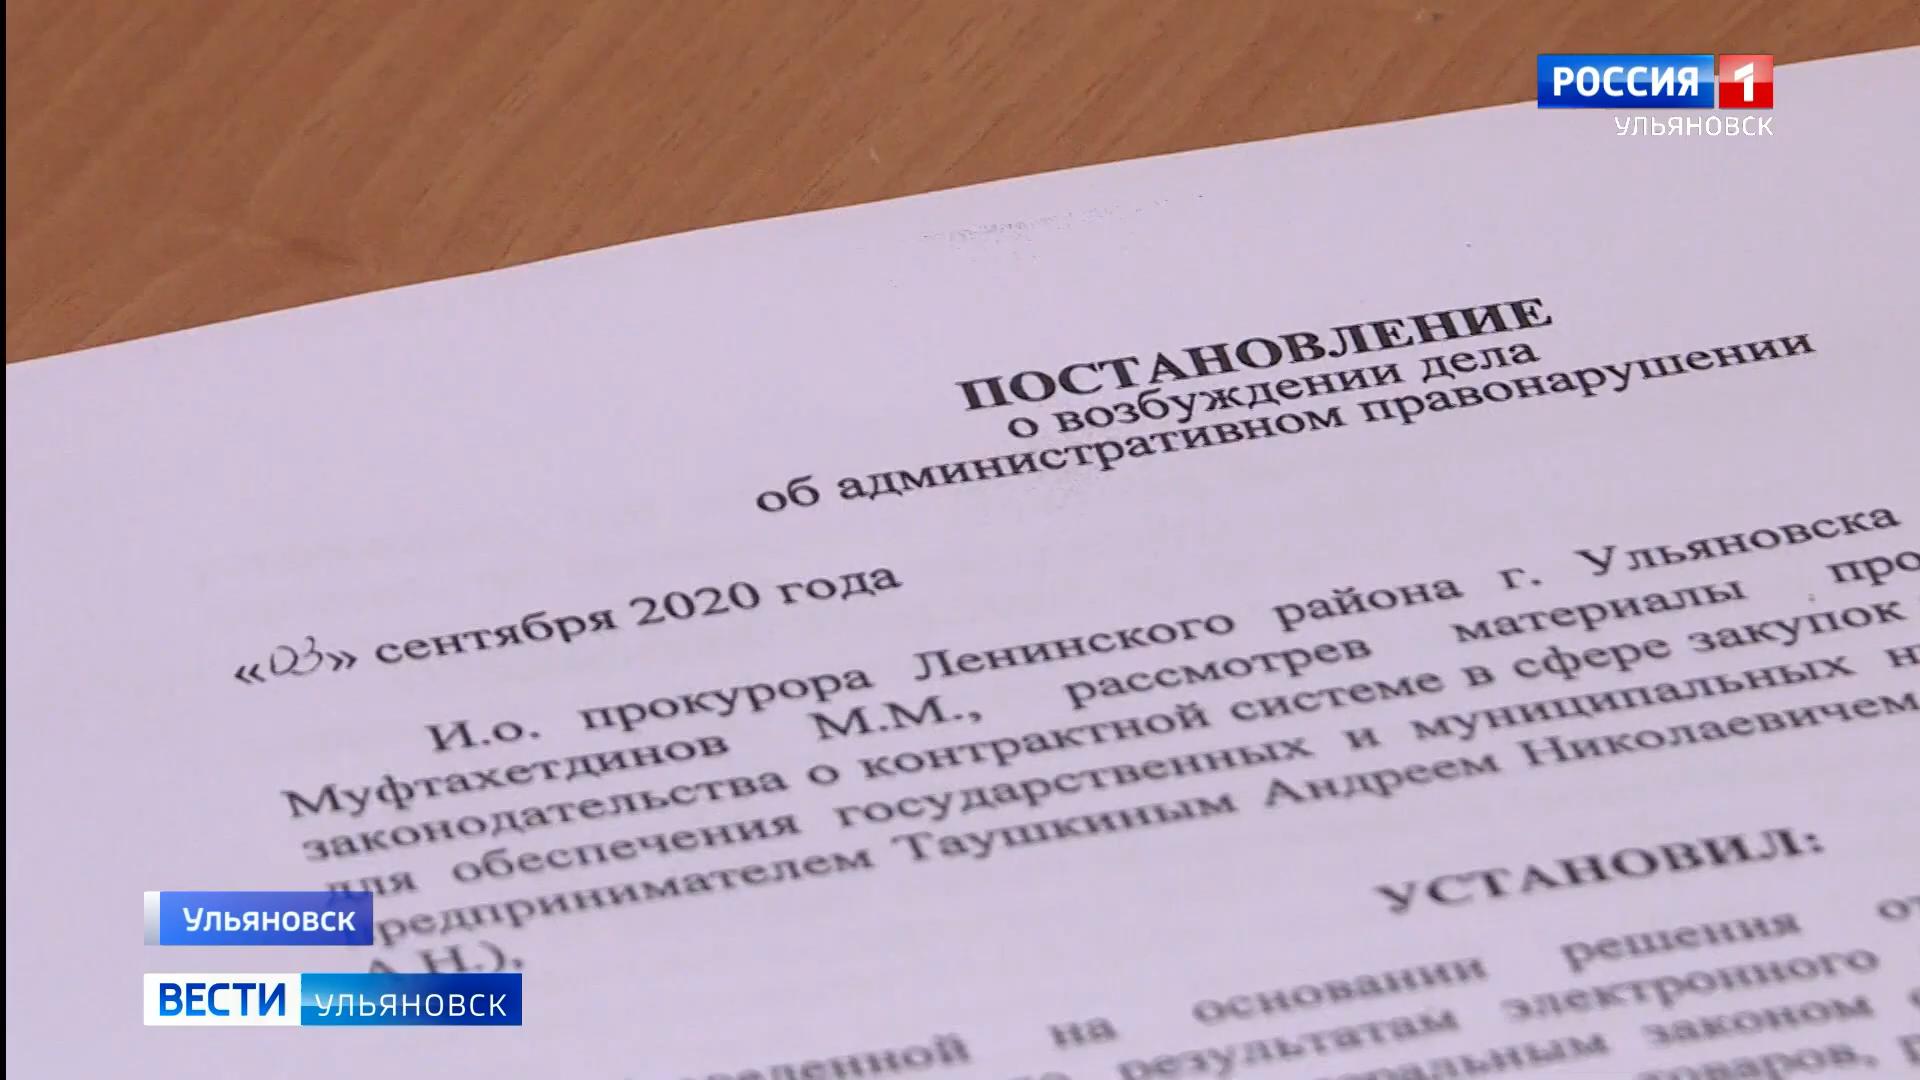 РОССИЯ 1
УЛЬЯНОВСК
ПОСТАНОВЛЕНИЕ
о возбуждении дела
об административном правонарушении
«03» сентября 2020 года
И.о. прокурора Ленинского района г. Ульяновска
Муфтахетдинов М.М., рассмотрев материалы
законодательства о контрактной системе в сфере закупок
для обеспечения государственных и муниципальных
предпринимателем Таушкиным Андреем Николаевичем
А.Н.),
УСТАНОВИЛ:
на основании решения
результатам электронного
законом
товаров,
Ульяновск
ВЕСТИ УЛЬЯНОВСК